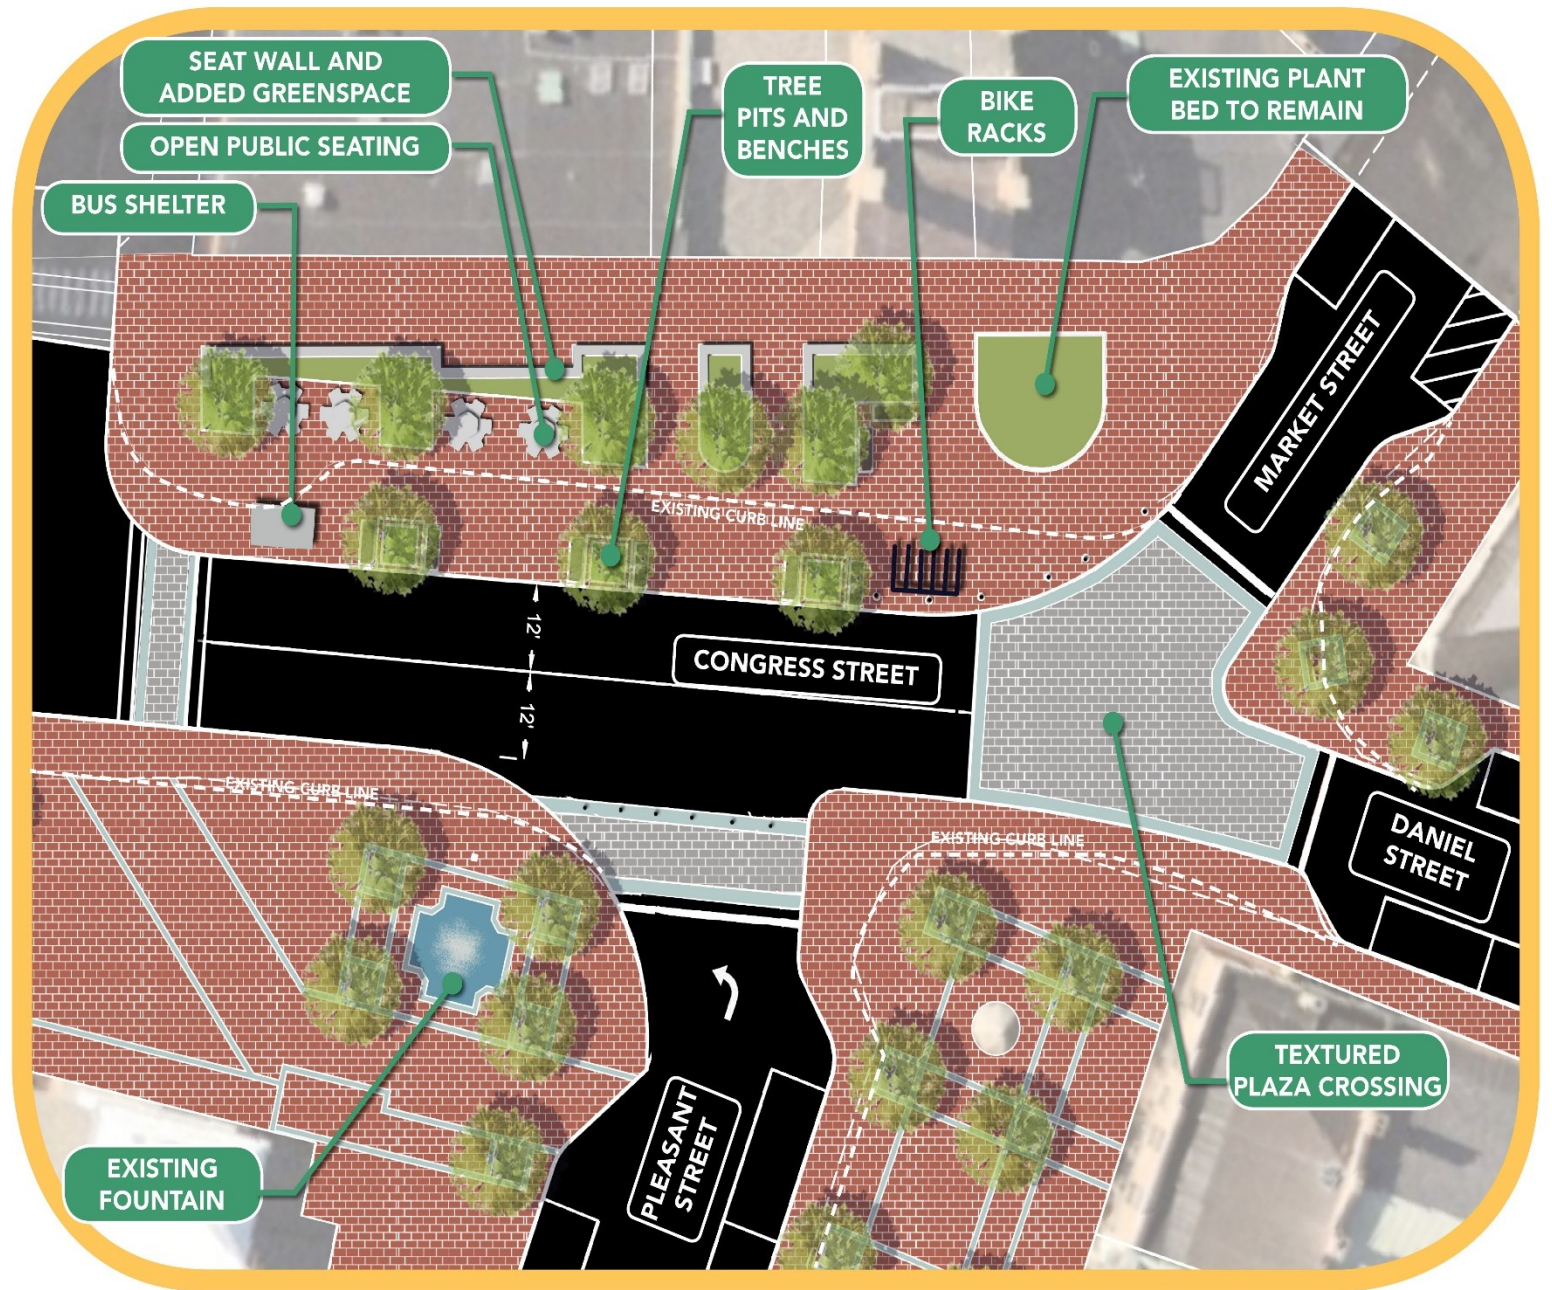 SEAT WALL AND
ADDED GREENSPACE
OPEN PUBLIC SEATING
BUS SHELTER
TREE
PITS AND
BENCHES
BIKE
RACKS
EXISTING PLANT
BED TO REMAIN
MARKET STREET
EXISTING CURB LINE
12'
12'
CONGRESS STREET
EXISTING CURB LINE
EXISTING CURB LINE
DANIEL
STREET
TEXTURED
PLAZA CROSSING
PLEASANT
STREET
EXISTING
FOUNTAIN